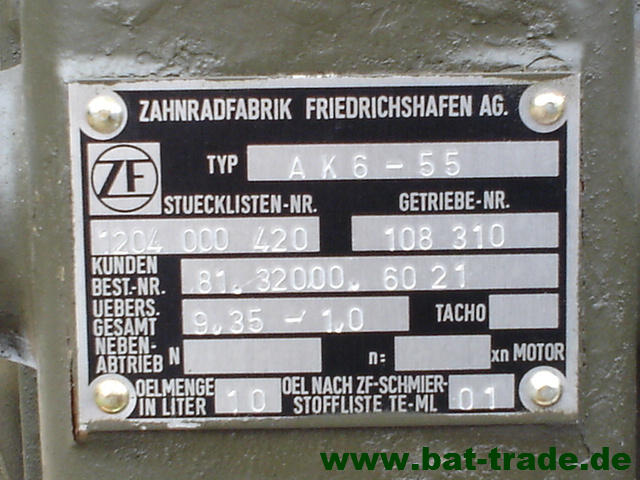 ZAHNRADFABRIK FRIEDRICHSHAFEN AG.
ZF
TYP AK6-55
STUECKLISTEN-NR. GETRIEBE-NR.
1204 000 420 108 310
KUNDEN
BEST.-NR. 81.32000.6021
UEBERS.
GESAMT 9.35-1.0 TACHO
NEBEN-
ABTRIEB N n= xn MOTOR
OELMENGE
IN LITER 10 OEL NACH ZF-SCHMIER-
STOFFLISTE TE-ML 01
www.bat-trade.de